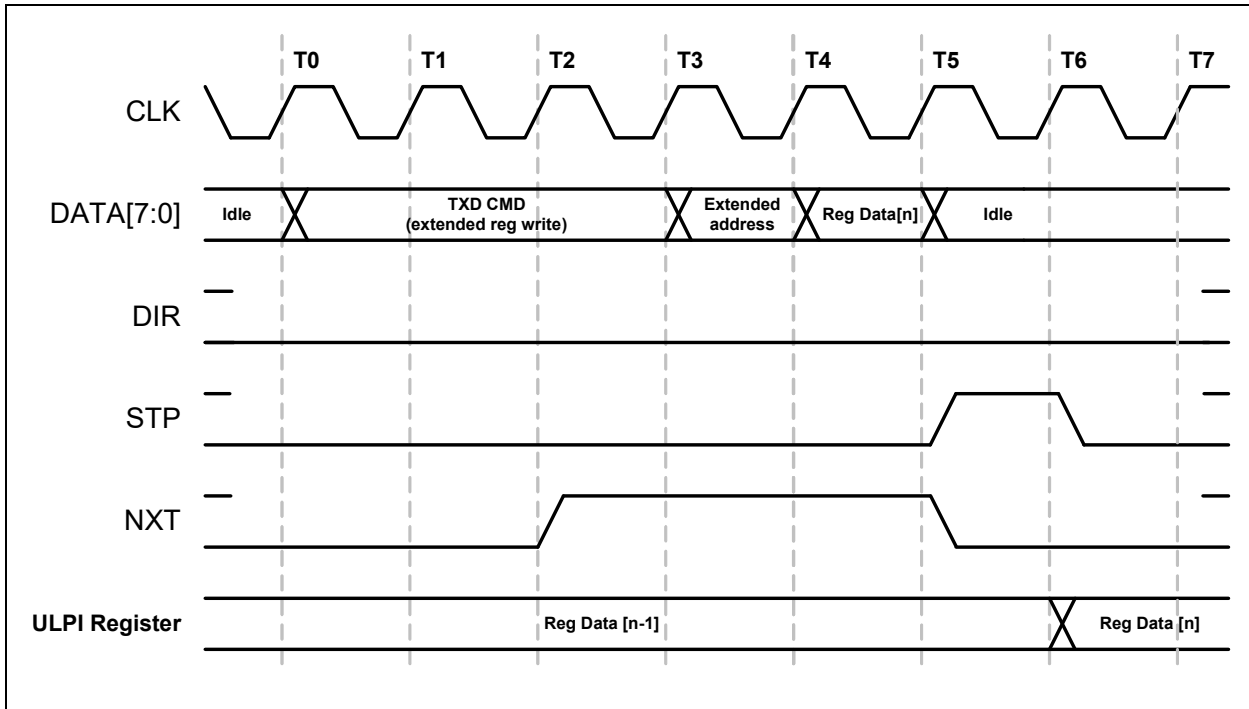 T0 T1 T2 T3 T4 T5 T6 T7
CLK
DATA[7:0] Idle TXD CMD Extended Reg Data[n] Idle
(extended reg write) address
DIR
STP
NXT
ULPI Register Reg Data [n-1] Reg Data [n]